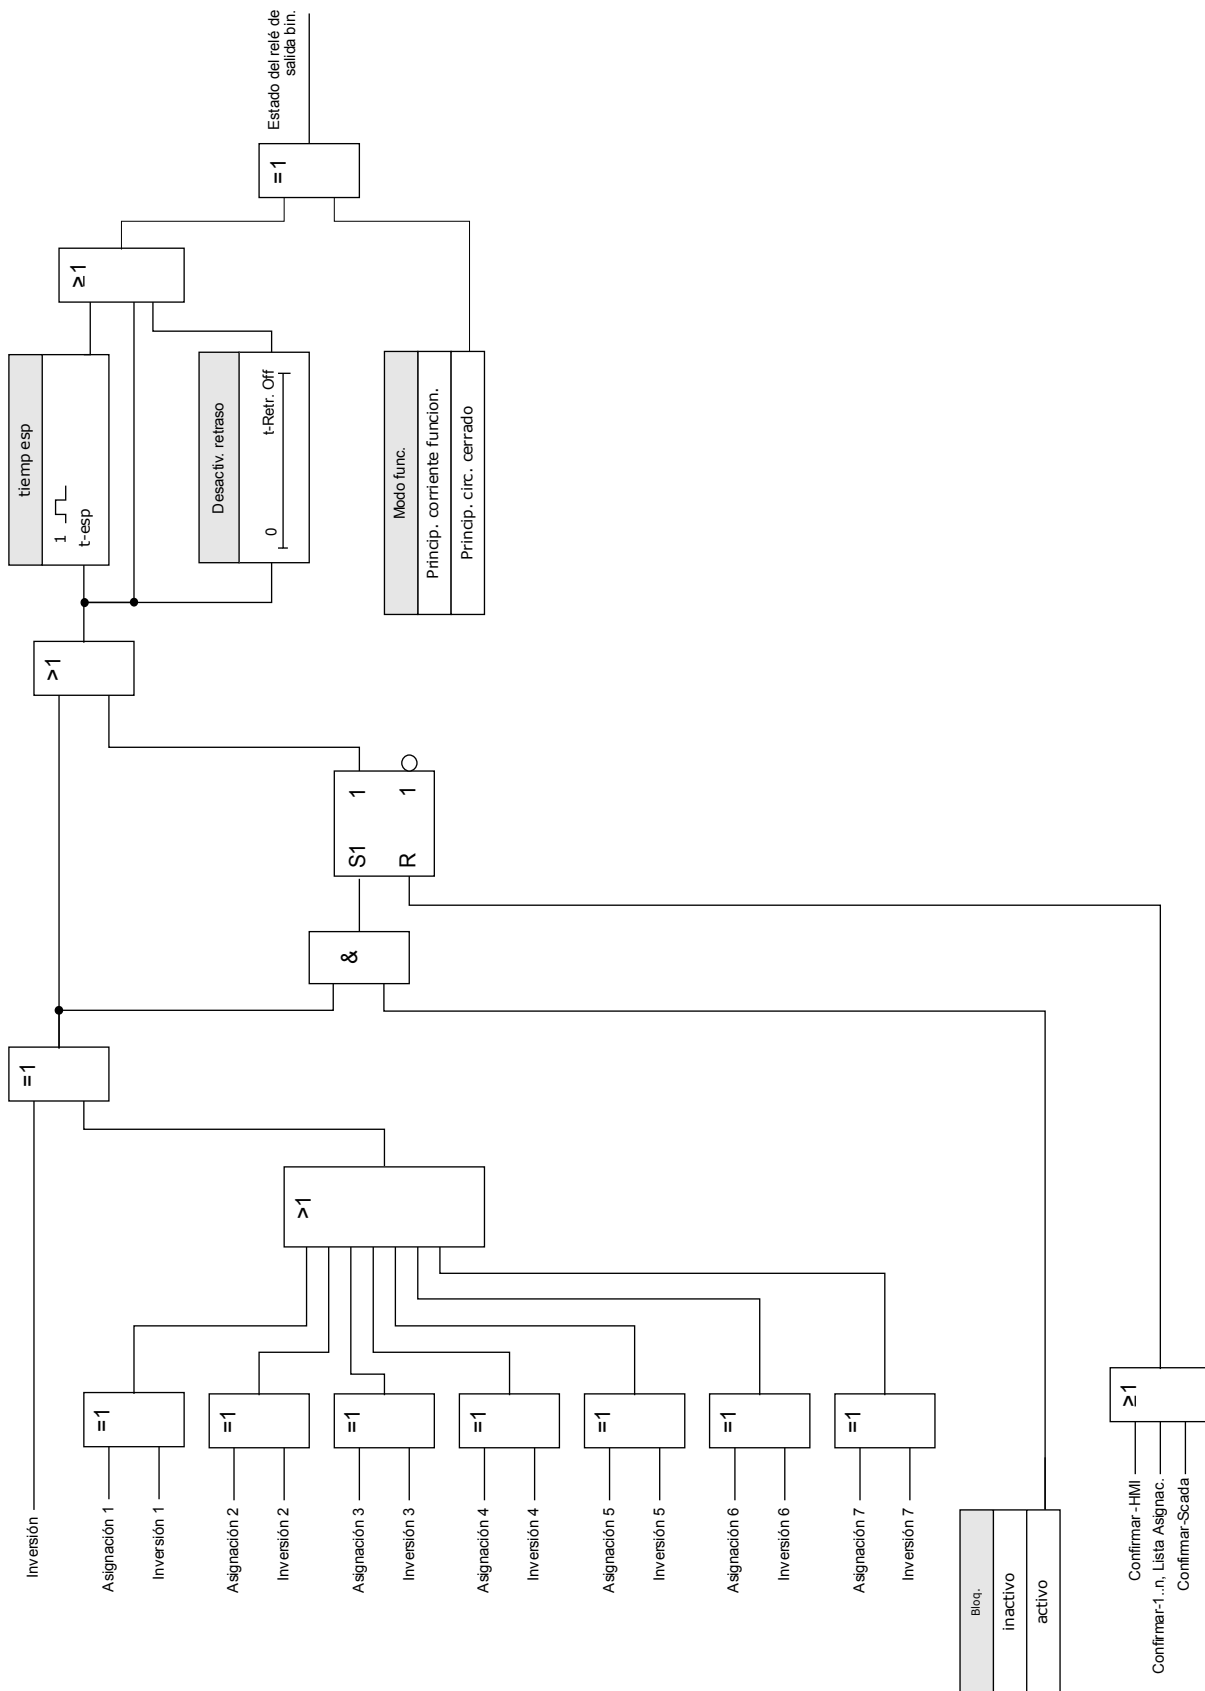 Inversión
Asignación 1
Inversión 1
Asignación 2
Inversión 2
Asignación 3
Inversión 3
Asignación 4
Inversión 4
Asignación 5
Inversión 5
Asignación 6
Inversión 6
Asignación 7
Inversión 7
=1
=1
=1
=1
=1
=1
=1
>1
=1
Bloq.
inactivo
activo
Confirmar -HMI
Confirmar-1..n, Lista Asignac.
Confirmar-Scada
≥1
&
S1
1
R
1
>1
tiemp esp
1
t-esp
Desactiv. retraso
0
t-Retr. Off
Modo func.
Princip. corriente funcion.
Princip. circ. cerrado
≥1
=1
Estado del relé de
salida bin.